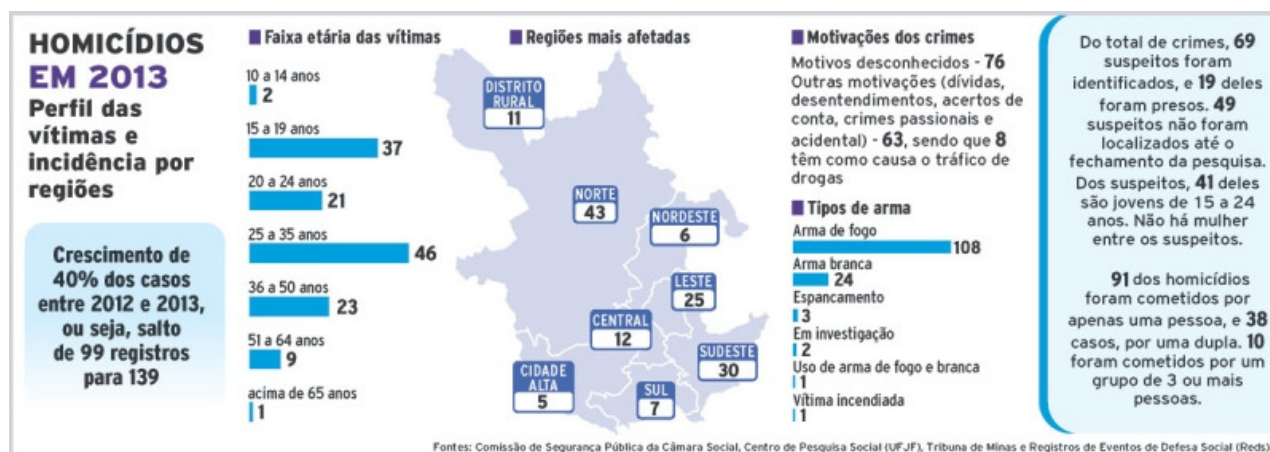 HOMICÍDIOS
EM 2013
Perfil das
vítimas e
incidência por
regiões
Crescimento de
40% dos casos
entre 2012 e 2013,
ou seja, salto
de 99 registros
para 139
Faixa etária das vítimas
10 a 14 anos
2
15 a 19 anos
37
20 a 24 anos
21
25 a 35 anos
46
36 a 50 anos
23
51 a 64 anos
9
acima de 65 anos
1
Regiões mais afetadas
DISTRITO
RURAL
11
NORTE
43
NORDESTE
6
LESTE
25
CENTRAL
12
SUDESTE
30
CIDADE
ALTA
5
SUL
7
Motivações dos crimes
Motivos desconhecidos - 76
Outras motivações (dívidas,
desentendimentos, acertos de
conta, crimes passionais e
acidental) - 63, sendo que 8
têm como causa o tráfico de
drogas
Tipos de arma
Arma de fogo
108
Arma branca
24
Espancamento
3
Em investigação
2
Uso de arma de fogo e branca
1
Vítima incendiada
1
Do total de crimes, 69
suspeitos foram
identificados, e 19 deles
foram presos. 49
suspeitos não foram
localizados até o
fechamento da pesquisa.
Dos suspeitos, 41 deles
são jovens de 15 a 24
anos. Não há mulher
entre os suspeitos.
91 dos homicídios
foram cometidos por
apenas uma pessoa, e 38
casos, por uma dupla. 10
foram cometidos por um
grupo de 3 ou mais
pessoas.
Fontes: Comissão de Segurança Pública da Câmara Social, Centro de Pesquisa Social (UFJF), Tribuna de Minas e Registros de Eventos de Defesa Social (Reds)